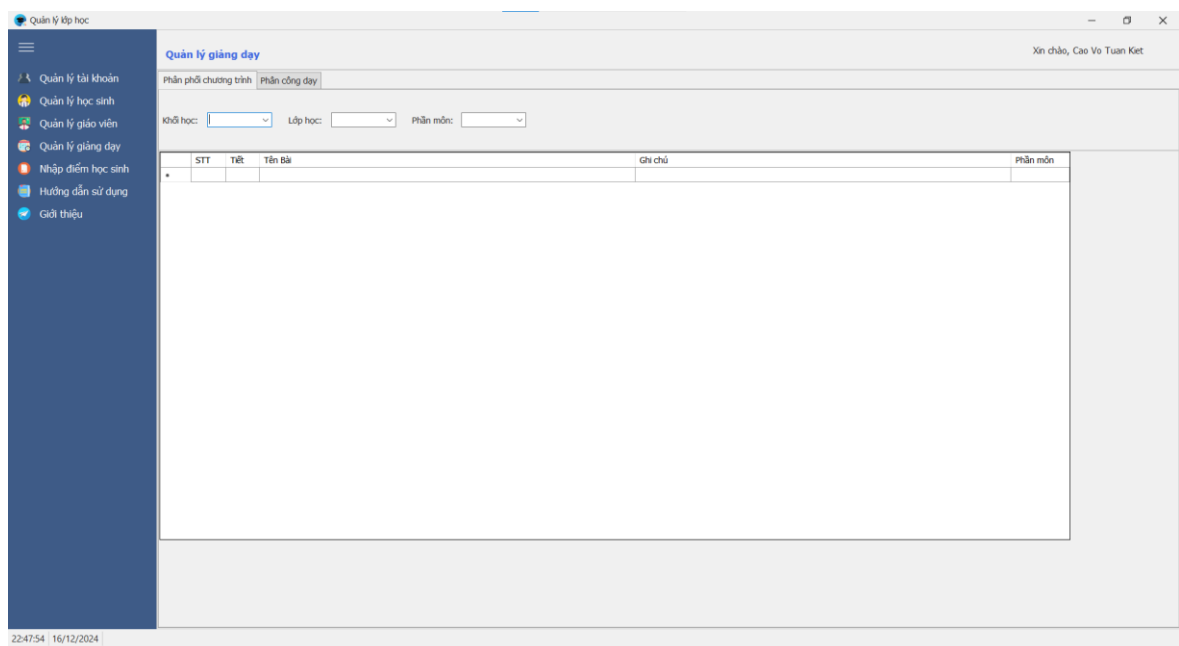 Quản lý lớp học
Quản lý giảng dạy
Xin chào, Cao Vo Tuan Kiet
Quản lý tài khoản
Quản lý học sinh
Quản lý giáo viên
Quản lý giảng dạy
Nhập điểm học sinh
Hướng dẫn sử dụng
Giới thiệu
Phân phối chương trình Phân công dạy
Khối học: Lớp học: Phần môn:
STT Tiết Tên Bài Ghi chú Phần môn
22:47:54 16/12/2024